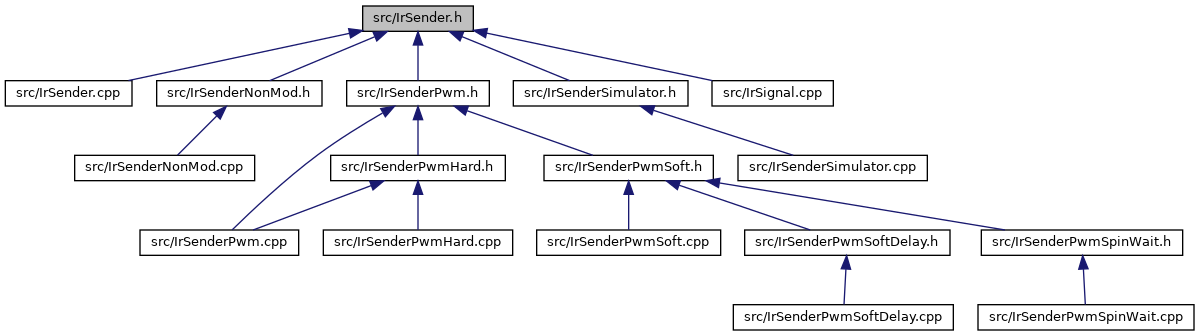 src/IrSender.h
src/IrSender.cpp
src/IrSenderNonMod.h
src/IrSenderPwm.h
src/IrSenderSimulator.h
src/IrSignal.cpp
src/IrSenderNonMod.cpp
src/IrSenderPwmHard.h
src/IrSenderPwmSoft.h
src/IrSenderSimulator.cpp
src/IrSenderPwm.cpp
src/IrSenderPwmHard.cpp
src/IrSenderPwmSoft.cpp
src/IrSenderPwmSoftDelay.h
src/IrSenderPwmSpinWait.h
src/IrSenderPwmSoftDelay.cpp
src/IrSenderPwmSpinWait.cpp